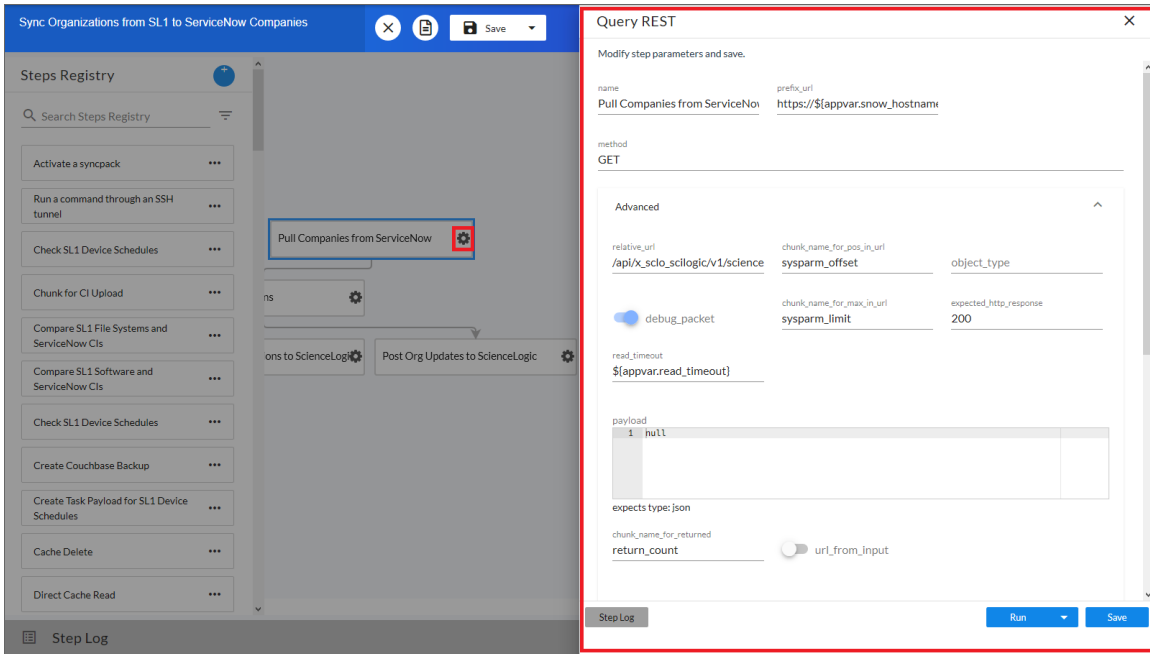 Sync Organizations from SL1 to ServiceNow Companies
Save
Steps Registry
Search Steps Registry
Activate a syncpack
Run a command through an SSH
tunnel
Check SL1 Device Schedules
Chunk for CI Upload
Compare SL1 File Systems and
ServiceNow CIs
Compare SL1 Software and
ServiceNow CIs
Check SL1 Device Schedules
Create Couchbase Backup
Create Task Payload for SL1 Device
Schedules
Cache Delete
Direct Cache Read
Step Log
Pull Companies from ServiceNow
ns
ons to ScienceLogi
Post Org Updates to ScienceLogic
Query REST
Modify step parameters and save.
name
prefix_url
Pull Companies from ServiceNo
https://${appvar.snow_hostname
method
GET
Advanced
relative_url
chunk_name_for_pos_in_url
/api/x_sclo_scilogic/v1/science
sysparm_offset
object_type
debug_packet
chunk_name_for_max_in_url
expected_http_response
sysparm_limit
200
read_timeout
${appvar.read_timeout}
payload
1 null
expects type: json
chunk_name_for_returned
return_count
url_from_input
Step Log
Run
Save